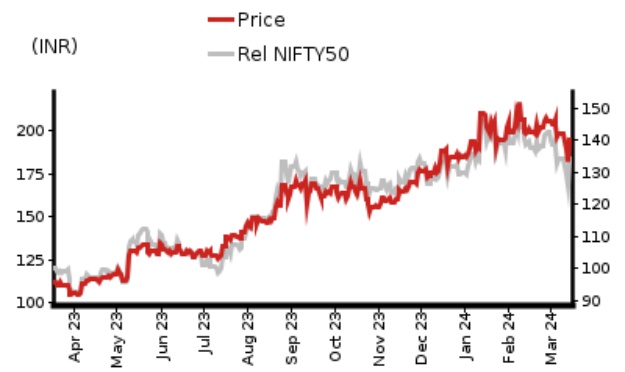 Price
(INR)
Rel NIFTY50
200
175
150
125
100
150
140
130
120
110
100
90
Apr 23
May 23
Jun 23
Jul 23
Aug 23
Sep 23
Oct 23
Nov 23
Dec 23
Jan 24
Feb 24
Mar 24